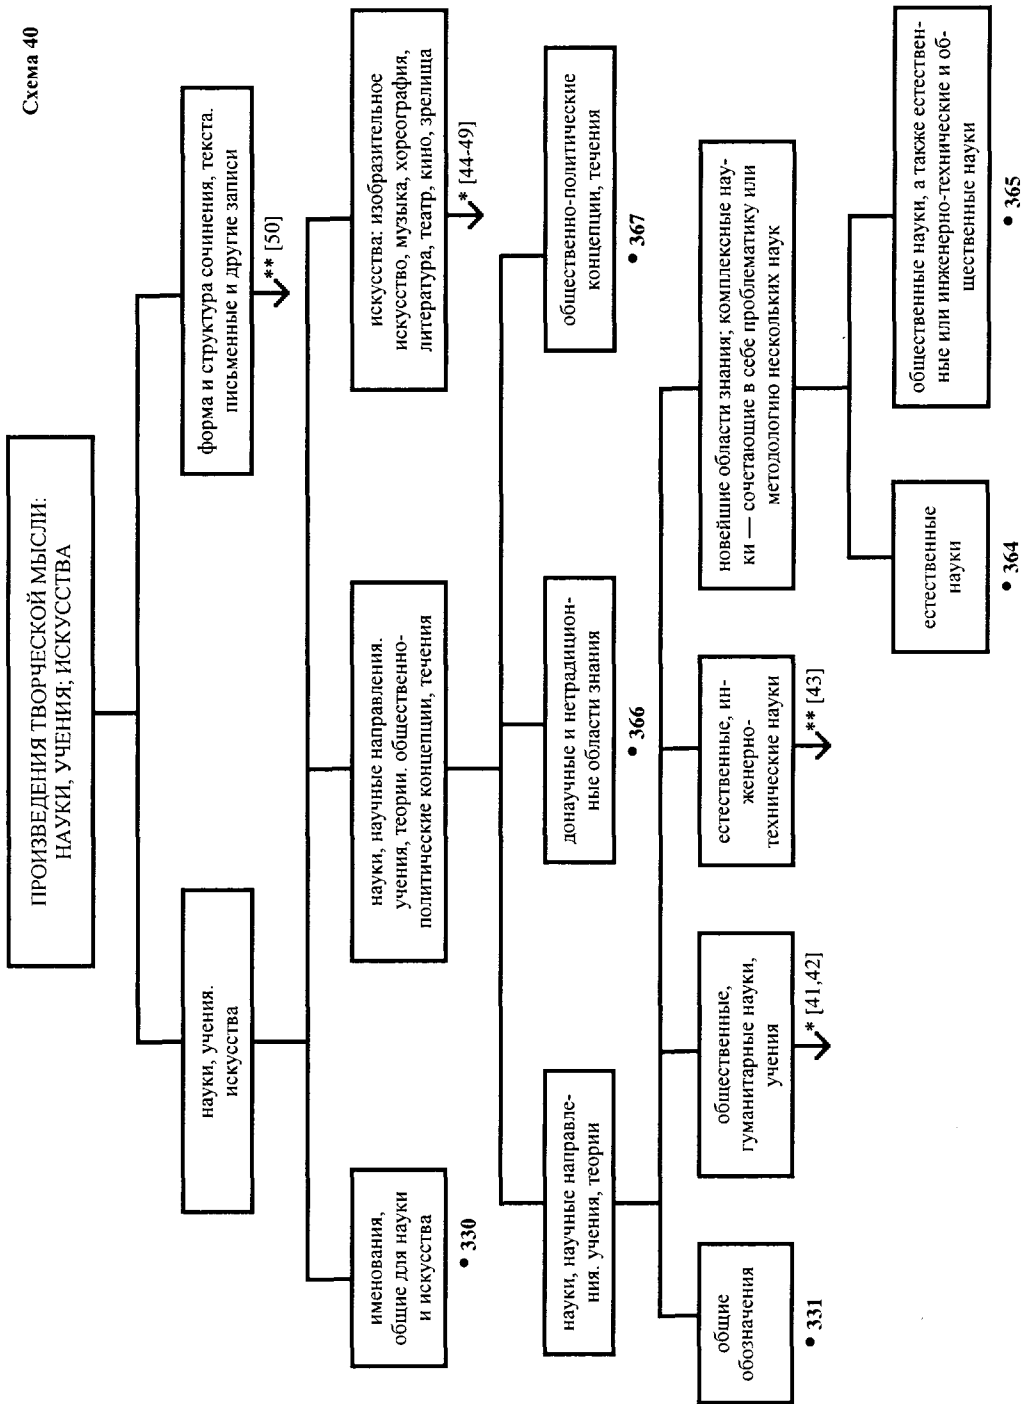 Схема 40
ПРОИЗВЕДЕНИЯ ТВОРЧЕСКОЙ МЫСЛИ:
НАУКИ, УЧЕНИЯ; ИСКУССТВА
науки, учения.
искусства
форма и структура сочинения, текста.
письменные и другие записи
** [50]
именования,
общие для науки
и искусства
• 330
науки, научные направления.
учения, теории. общественно-
политические концепции, течения
искусства: изобразительное
искусство, музыка, хореография,
литература, театр, кино, зрелища
* [44-49]
науки, научные направле-
ния. учения, теории
донаучные и нетрадицион-
ные области знания
• 366
общественно-политические
концепции, течения
• 367
общие
обозначения
• 331
общественные,
гуманитарные науки,
учения
* [41,42]
естественные, ин-
женерно-
технические науки
** [43]
новейшие области знания; комплексные нау-
ки — сочетающие в себе проблематику или
методологию нескольких наук
естественные
науки
• 364
общественные науки, а также естествен-
ные или инженерно-технические и об-
щественные науки
• 365